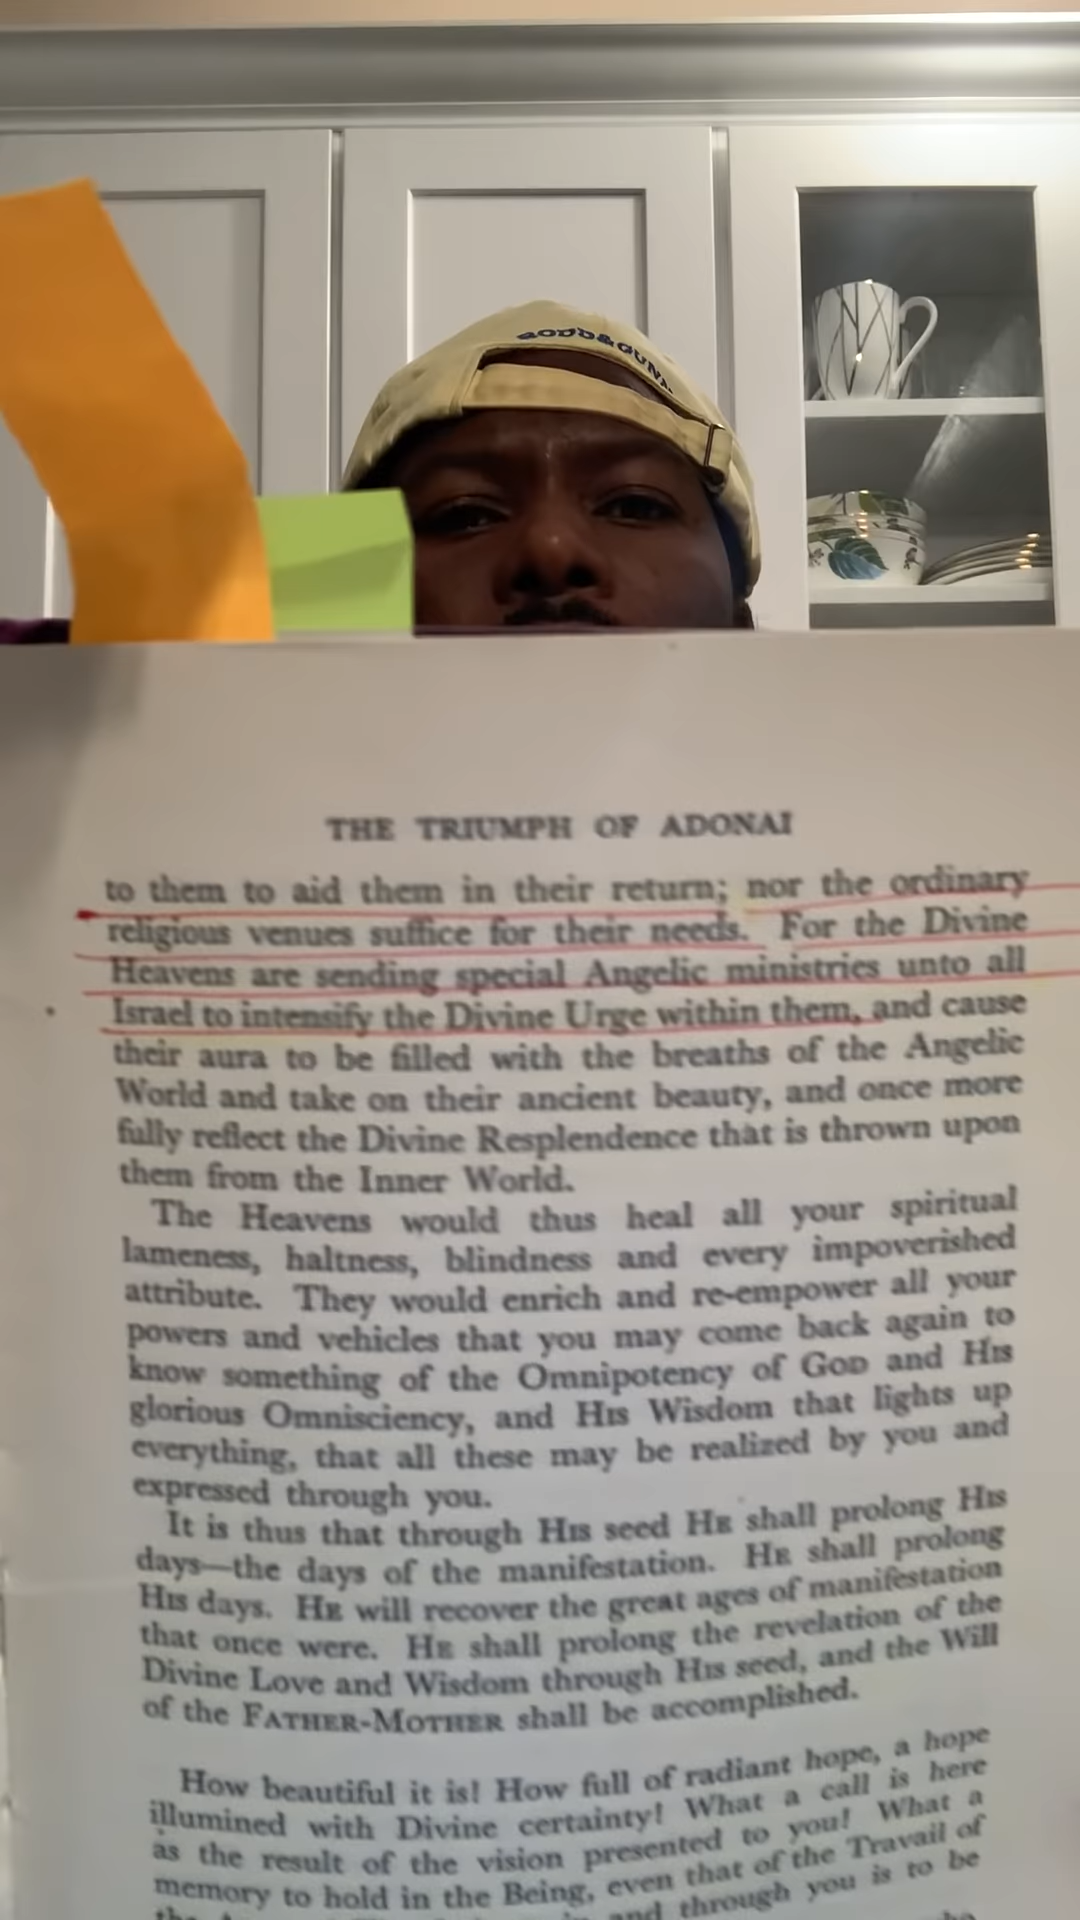 RODD&GUNN
THE TRIUMPH OF ADONAI
to them to aid them in their return; nor the ordinary
religious venues suffice for their needs. For the Divine
Heavens are sending special Angelic ministries unto all
Israel to intensify the Divine Urge within them, and cause
their aura to be filled with the breaths of the Angelic
World and take on their ancient beauty, and once more
fully reflect the Divine Resplendence that is thrown upon
them from the Inner World.
The Heavens would thus heal all your spiritual
lameness, haltness, blindness and every impoverished
attribute. They would enrich and re-empower all your
powers and vehicles that you may come back again to
know something of the Omnipotency of GOD and HIS
glorious Omnisciency, and HIS Wisdom that lights up
everything, that all these may be realized by you and
expressed through you.
It is thus that through HIS seed HE shall prolong HIS
days—the days of the manifestation. HE shall prolong
HIS days. HE will recover the great ages of manifestation
that once were. HE shall prolong the revelation of the
Divine Love and Wisdom through HIS seed, and the Will
of the FATHER-MOTHER shall be accomplished.
How beautiful it is! How full of radiant hope, a hope
illumined with Divine certainty! What a call is here
as the result of the vision presented to you! What a
memory to hold in the Being, even that of the Travail of
and through you is to be